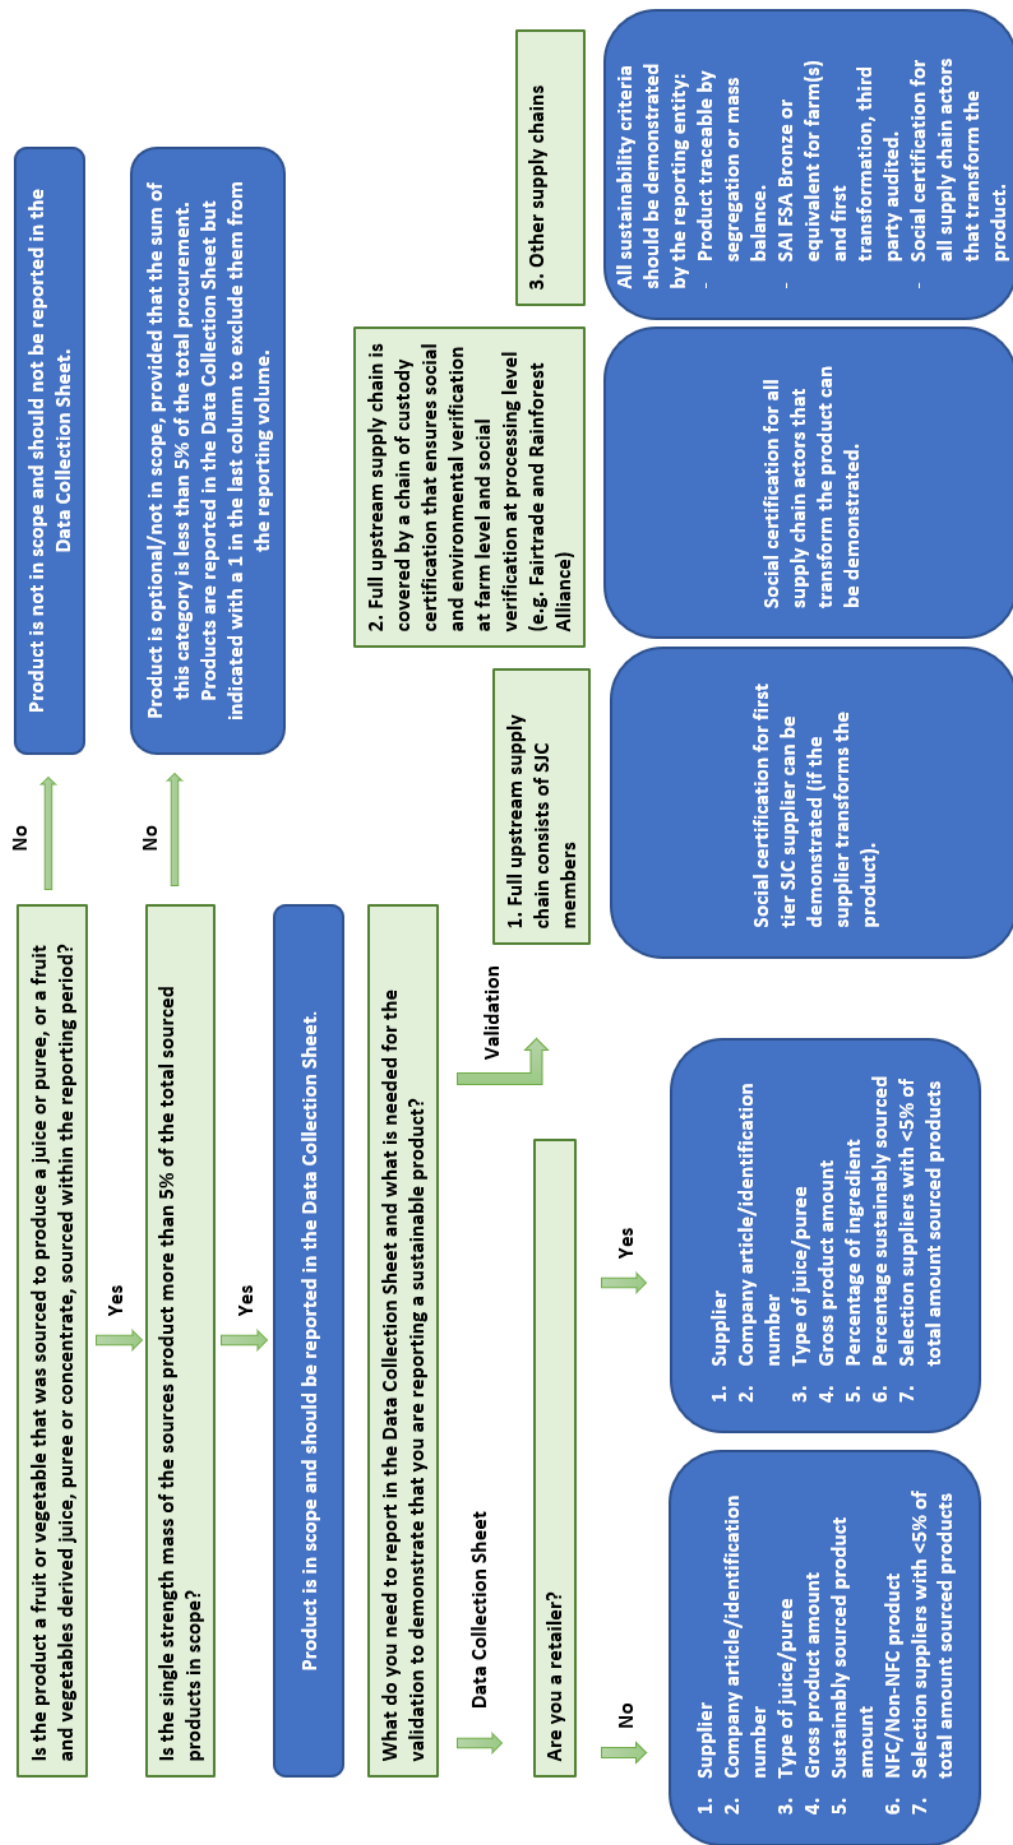 Is the product a fruit or vegetable that was sourced to produce a juice or puree, or a fruit
and vegetables derived juice, puree or concentrate, sourced within the reporting period?
No
Product is not in scope and should not be reported in the
Data Collection Sheet.
Yes
Is the single strength mass of the sources product more than 5% of the total sourced
products in scope?
No
Product is optional/not in scope, provided that the sum of
this category is less than 5% of the total procurement.
Products are reported in the Data Collection Sheet but
indicated with a 1 in the last column to exclude them from
the reporting volume.
Yes
Product is in scope and should be reported in the Data Collection Sheet.
What do you need to report in the Data Collection Sheet and what is needed for the
validation to demonstrate that you are reporting a sustainable product?
Data Collection Sheet
Validation
Are you a retailer?
No
Yes
1. Supplier
2. Company article/identification
number
3. Type of juice/puree
4. Gross product amount
5. Sustainably sourced product
amount
6. NFC/Non-NFC product
7. Selection suppliers with <5% of
total amount sourced products
1. Supplier
2. Company article/identification
number
3. Type of juice/puree
4. Gross product amount
5. Percentage of ingredient
6. Percentage sustainably sourced
7. Selection suppliers with <5% of
total amount sourced products
1. Full upstream supply
chain consists of SJC
members
Social certification for first
tier SJC supplier can be
demonstrated (if the
supplier transforms the
product).
2. Full upstream supply chain is
covered by a chain of custody
certification that ensures social
and environmental verification
at farm level and social
verification at processing level
(e.g. Fairtrade and Rainforest
Alliance)
Social certification for all
supply chain actors that
transform the product can
be demonstrated.
3. Other supply chains
All sustainability criteria
should be demonstrated
by the reporting entity:
- Product traceable by
segregation or mass
balance.
- SAI FSA Bronze or
equivalent for farm(s)
and first
transformation, third
party audited.
- Social certification for
all supply chain actors
that transform the
product.